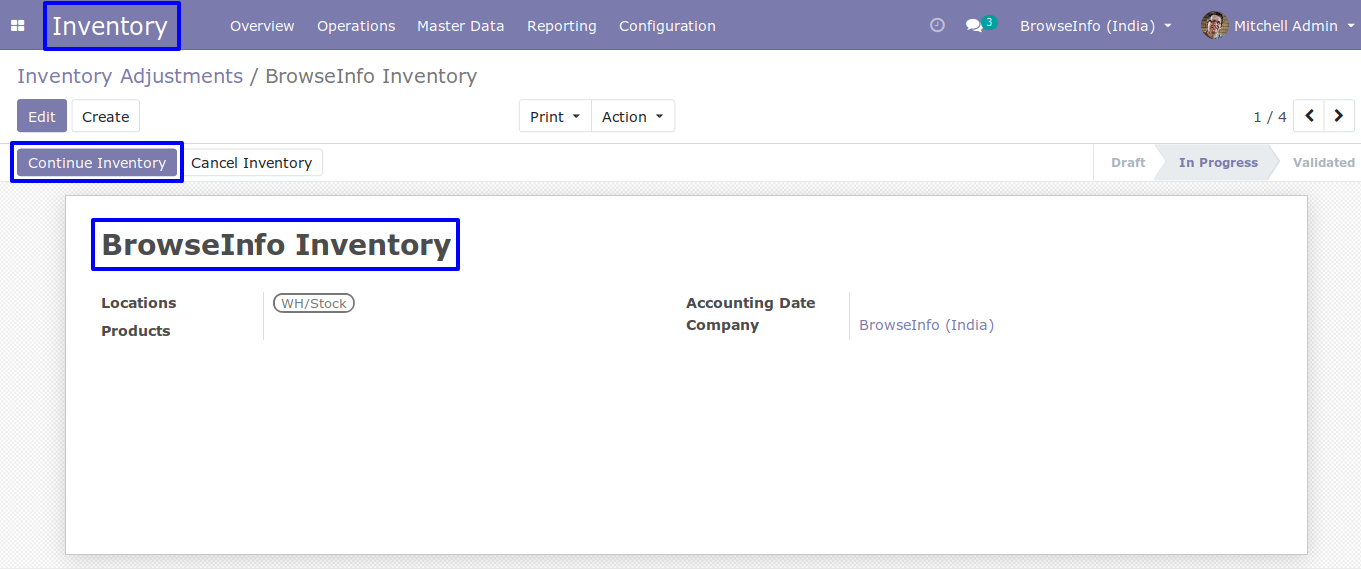 Inventory Overview Operations Master Data Reporting Configuration 3 BrowseInfo (India) Mitchell Admin
Inventory Adjustments / BrowseInfo Inventory
Edit Create Print Action 1 / 4
Continue Inventory Cancel Inventory Draft In Progress Validated
BrowseInfo Inventory
Locations WH/Stock Accounting Date
Products
Company BrowseInfo (India)